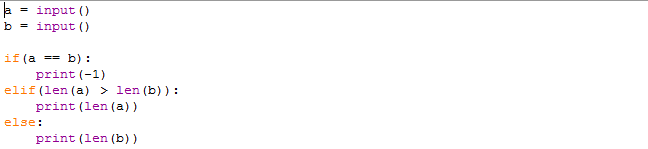 a = input()
b = input()
if(a == b):
    print(-1)
elif(len(a) > len(b)):
    print(len(a))
else:
    print(len(b))